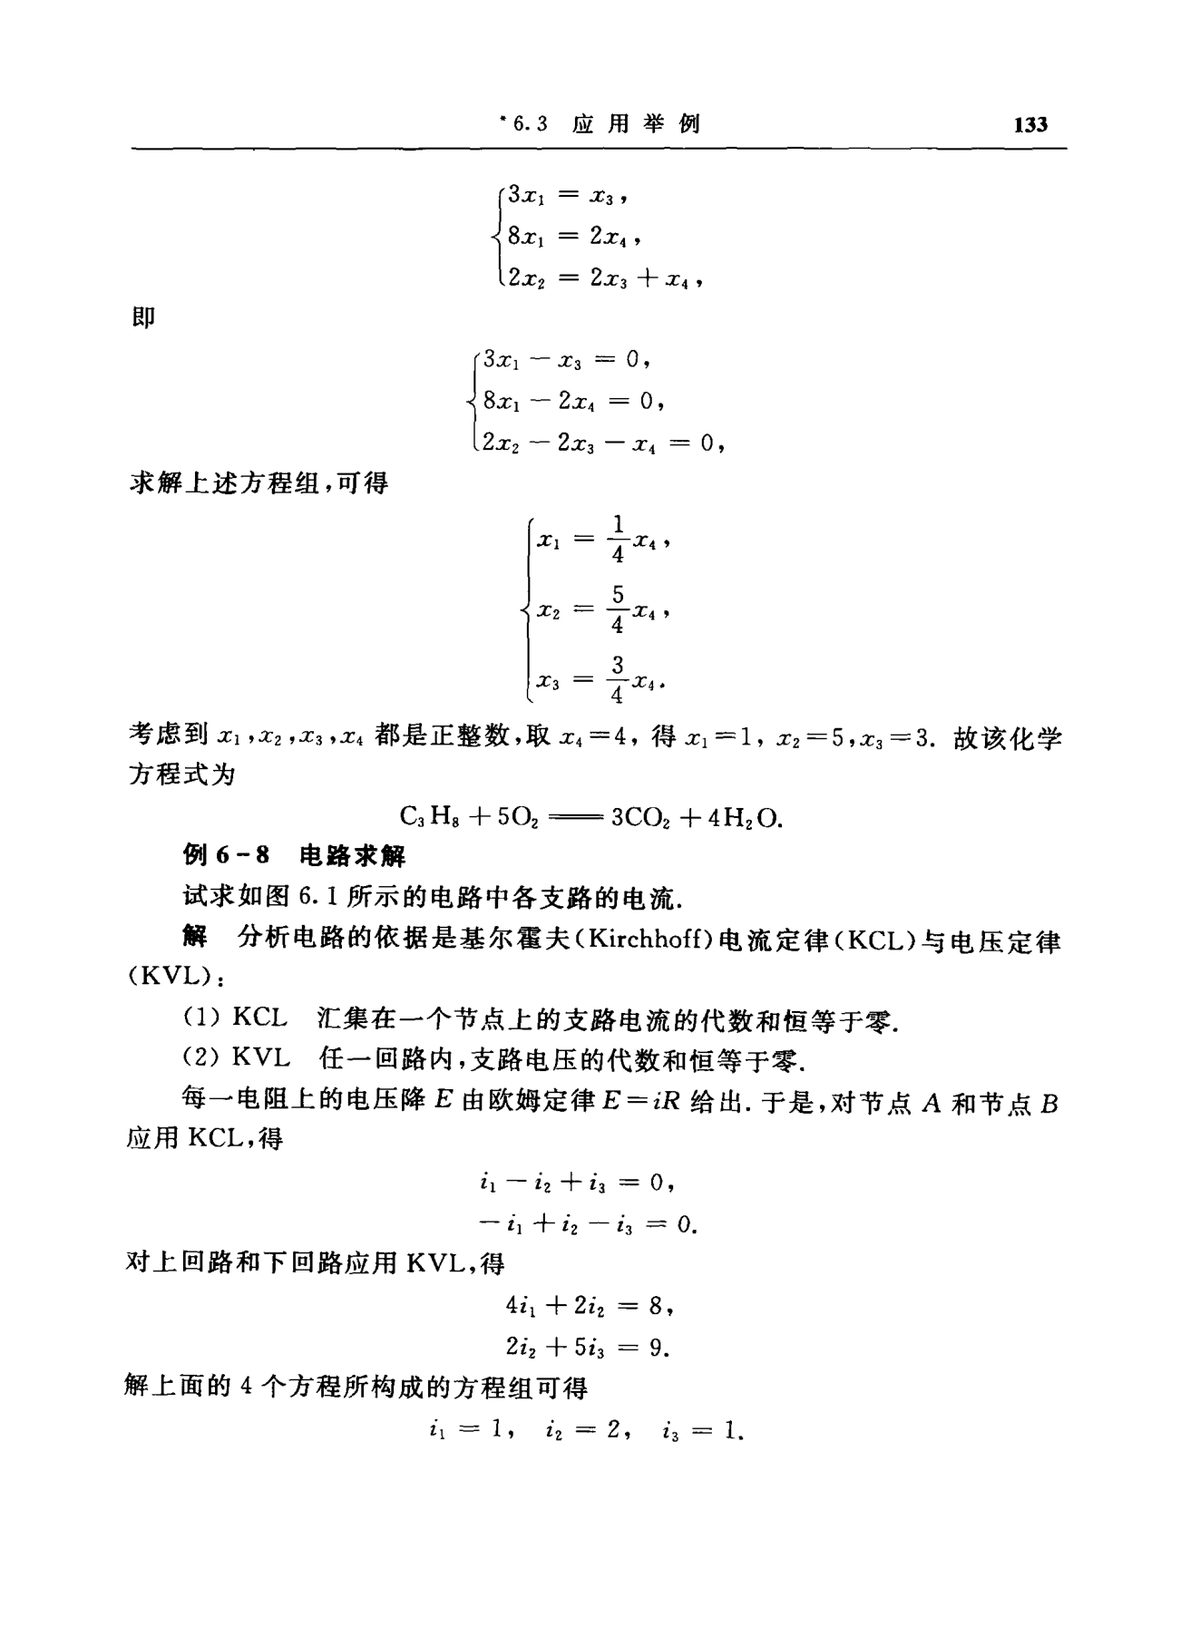 *6.3 应用举例 133
3x₁ = x₃,
8x₁ = 2x₄,
2x₂ = 2x₃ + x₄,
即
3x₁ − x₃ = 0,
8x₁ − 2x₄ = 0,
2x₂ − 2x₃ − x₄ = 0,
求解上述方程组,可得
x₁ = 1/4 x₄,
x₂ = 5/4 x₄,
x₃ = 3/4 x₄.
考虑到 x₁,x₂,x₃,x₄ 都是正整数,取 x₄=4, 得 x₁=1, x₂=5,x₃=3. 故该化学
方程式为
C₃H₈ + 5O₂ == 3CO₂ + 4H₂O.
例 6-8 电路求解
试求如图 6.1 所示的电路中各支路的电流.
解 分析电路的依据是基尔霍夫(Kirchhoff)电流定律(KCL)与电压定律
(KVL):
(1) KCL 汇集在一个节点上的支路电流的代数和恒等于零.
(2) KVL 任一回路内,支路电压的代数和恒等于零.
每一电阻上的电压降 E 由欧姆定律 E=iR 给出. 于是,对节点 A 和节点 B
应用 KCL,得
i₁ − i₂ + i₃ = 0,
−i₁ + i₂ − i₃ = 0.
对上回路和下回路应用 KVL,得
4i₁ + 2i₂ = 8,
2i₂ + 5i₃ = 9.
解上面的 4 个方程所构成的方程组可得
i₁ = 1, i₂ = 2, i₃ = 1.